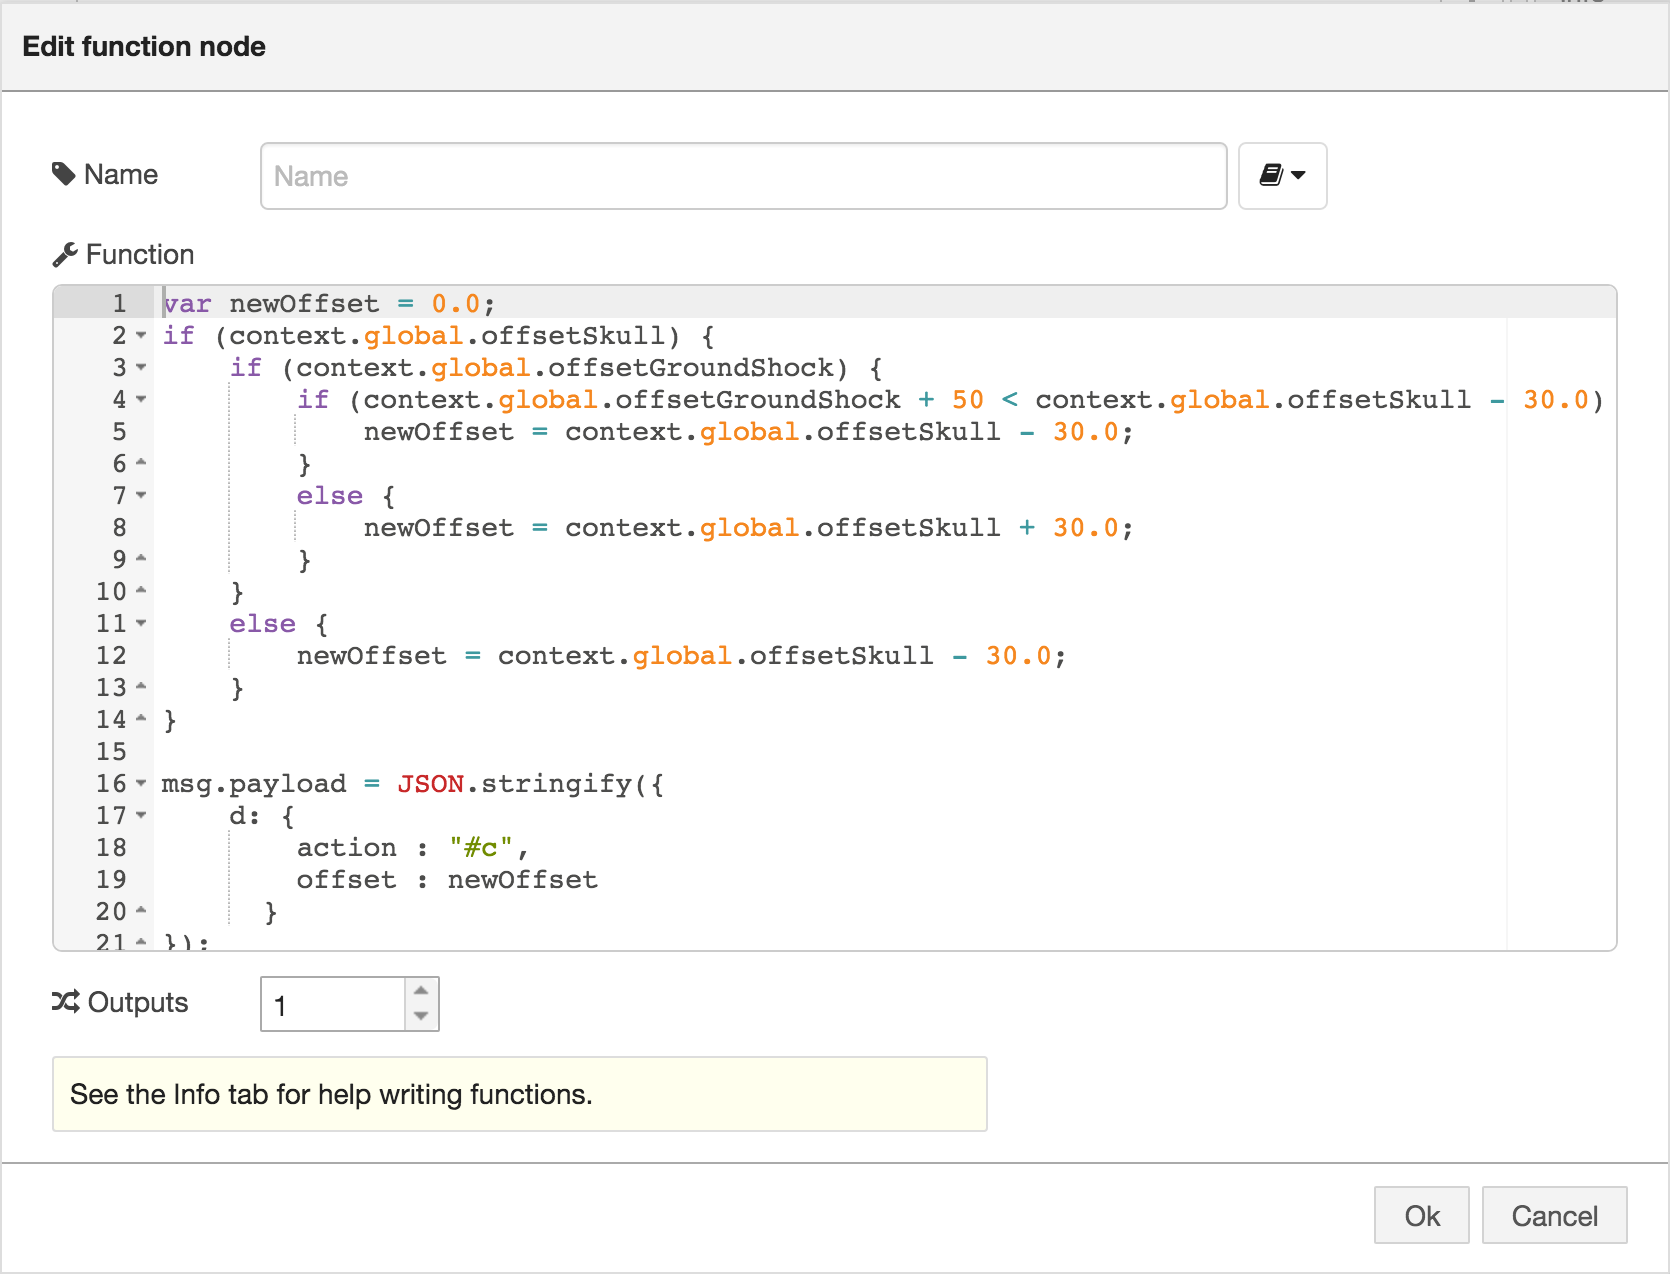 Edit function node
Name
Name
Function
1 var newOffset = 0.0;
2 if (context.global.offsetSkull) {
3     if (context.global.offsetGroundShock) {
4         if (context.global.offsetGroundShock + 50 < context.global.offsetSkull - 30.0)
5             newOffset = context.global.offsetSkull - 30.0;
6         }
7         else {
8             newOffset = context.global.offsetSkull + 30.0;
9         }
10     }
11     else {
12         newOffset = context.global.offsetSkull - 30.0;
13     }
14 }
15
16 msg.payload = JSON.stringify({
17     d: {
18         action : "#c",
19         offset : newOffset
20       }
21 });
Outputs
1
See the Info tab for help writing functions.
Ok
Cancel